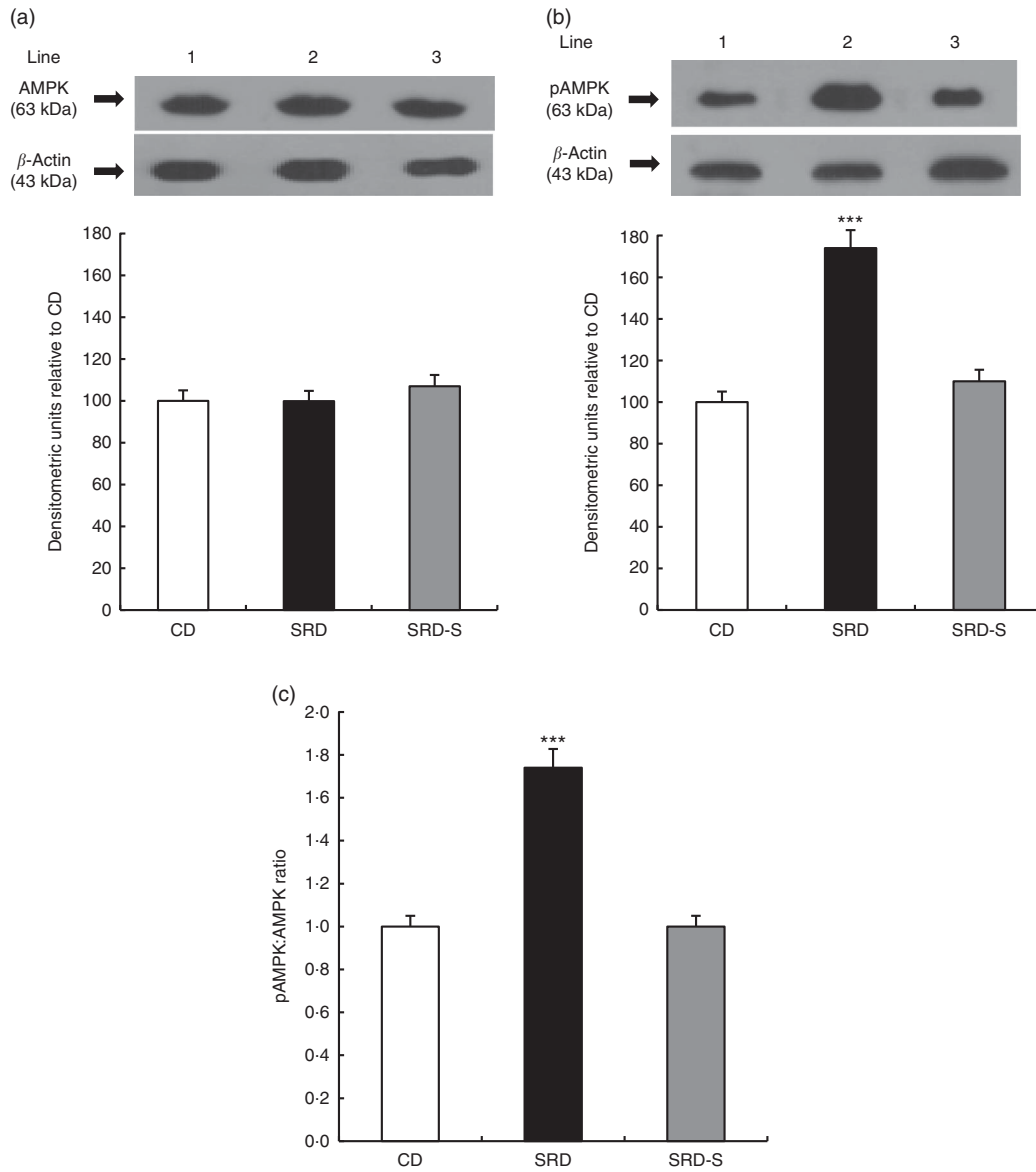 (a)
Line 1 2 3
AMPK
(63 kDa)
β-Actin
(43 kDa)
180
160
140
120
100
80
60
40
20
0
Densitometric units relative to CD
CD SRD SRD-S
(b)
Line 1 2 3
pAMPK
(63 kDa)
β-Actin
(43 kDa)
***
180
160
140
120
100
80
60
40
20
0
Densitometric units relative to CD
CD SRD SRD-S
(c)
***
2·0
1·8
1·6
1·4
1·2
1·0
0·8
0·6
0·4
0·2
0·0
pAMPK:AMPK ratio
CD SRD SRD-S